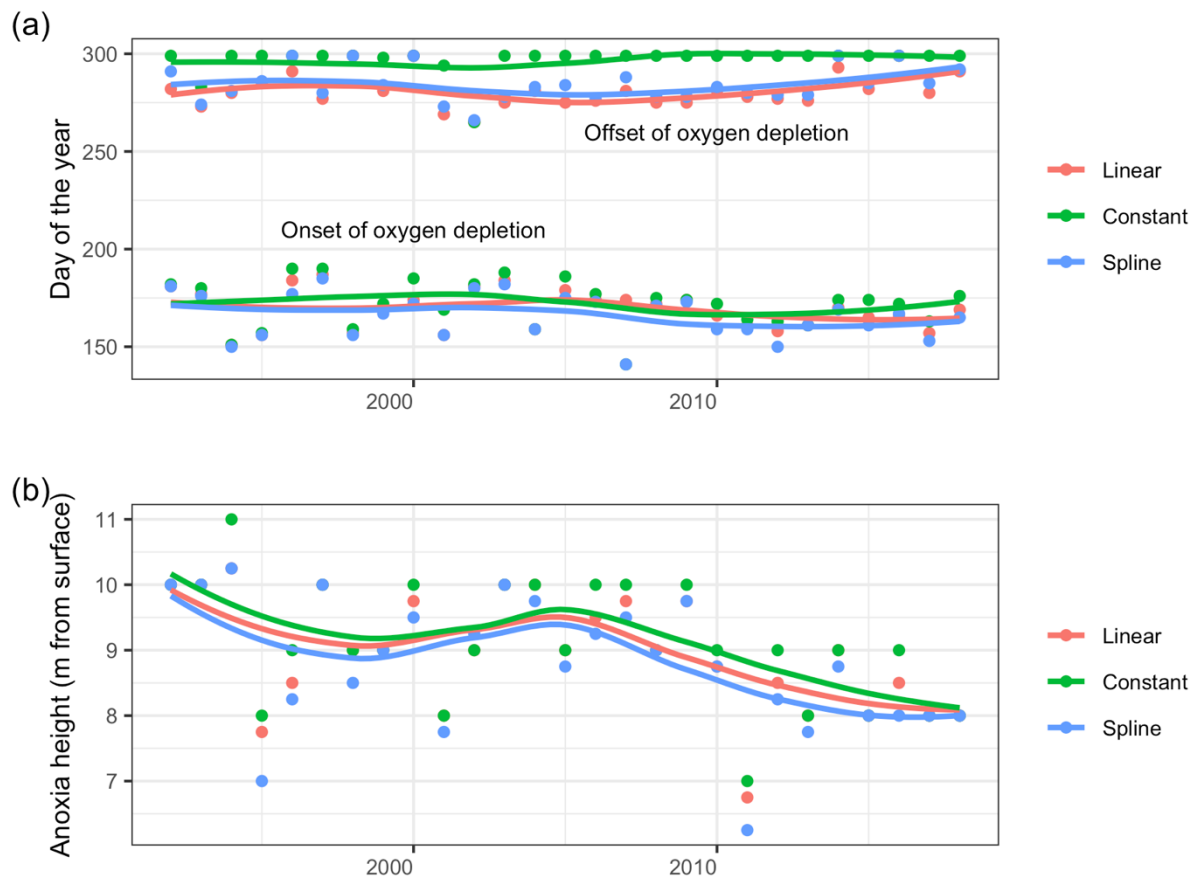 (a)
300
250
200
150
Day of the year
Offset of oxygen depletion
Onset of oxygen depletion
2000
2010
Linear
Constant
Spline
(b)
11
10
9
8
7
Anoxia height (m from surface)
2000
2010
Linear
Constant
Spline